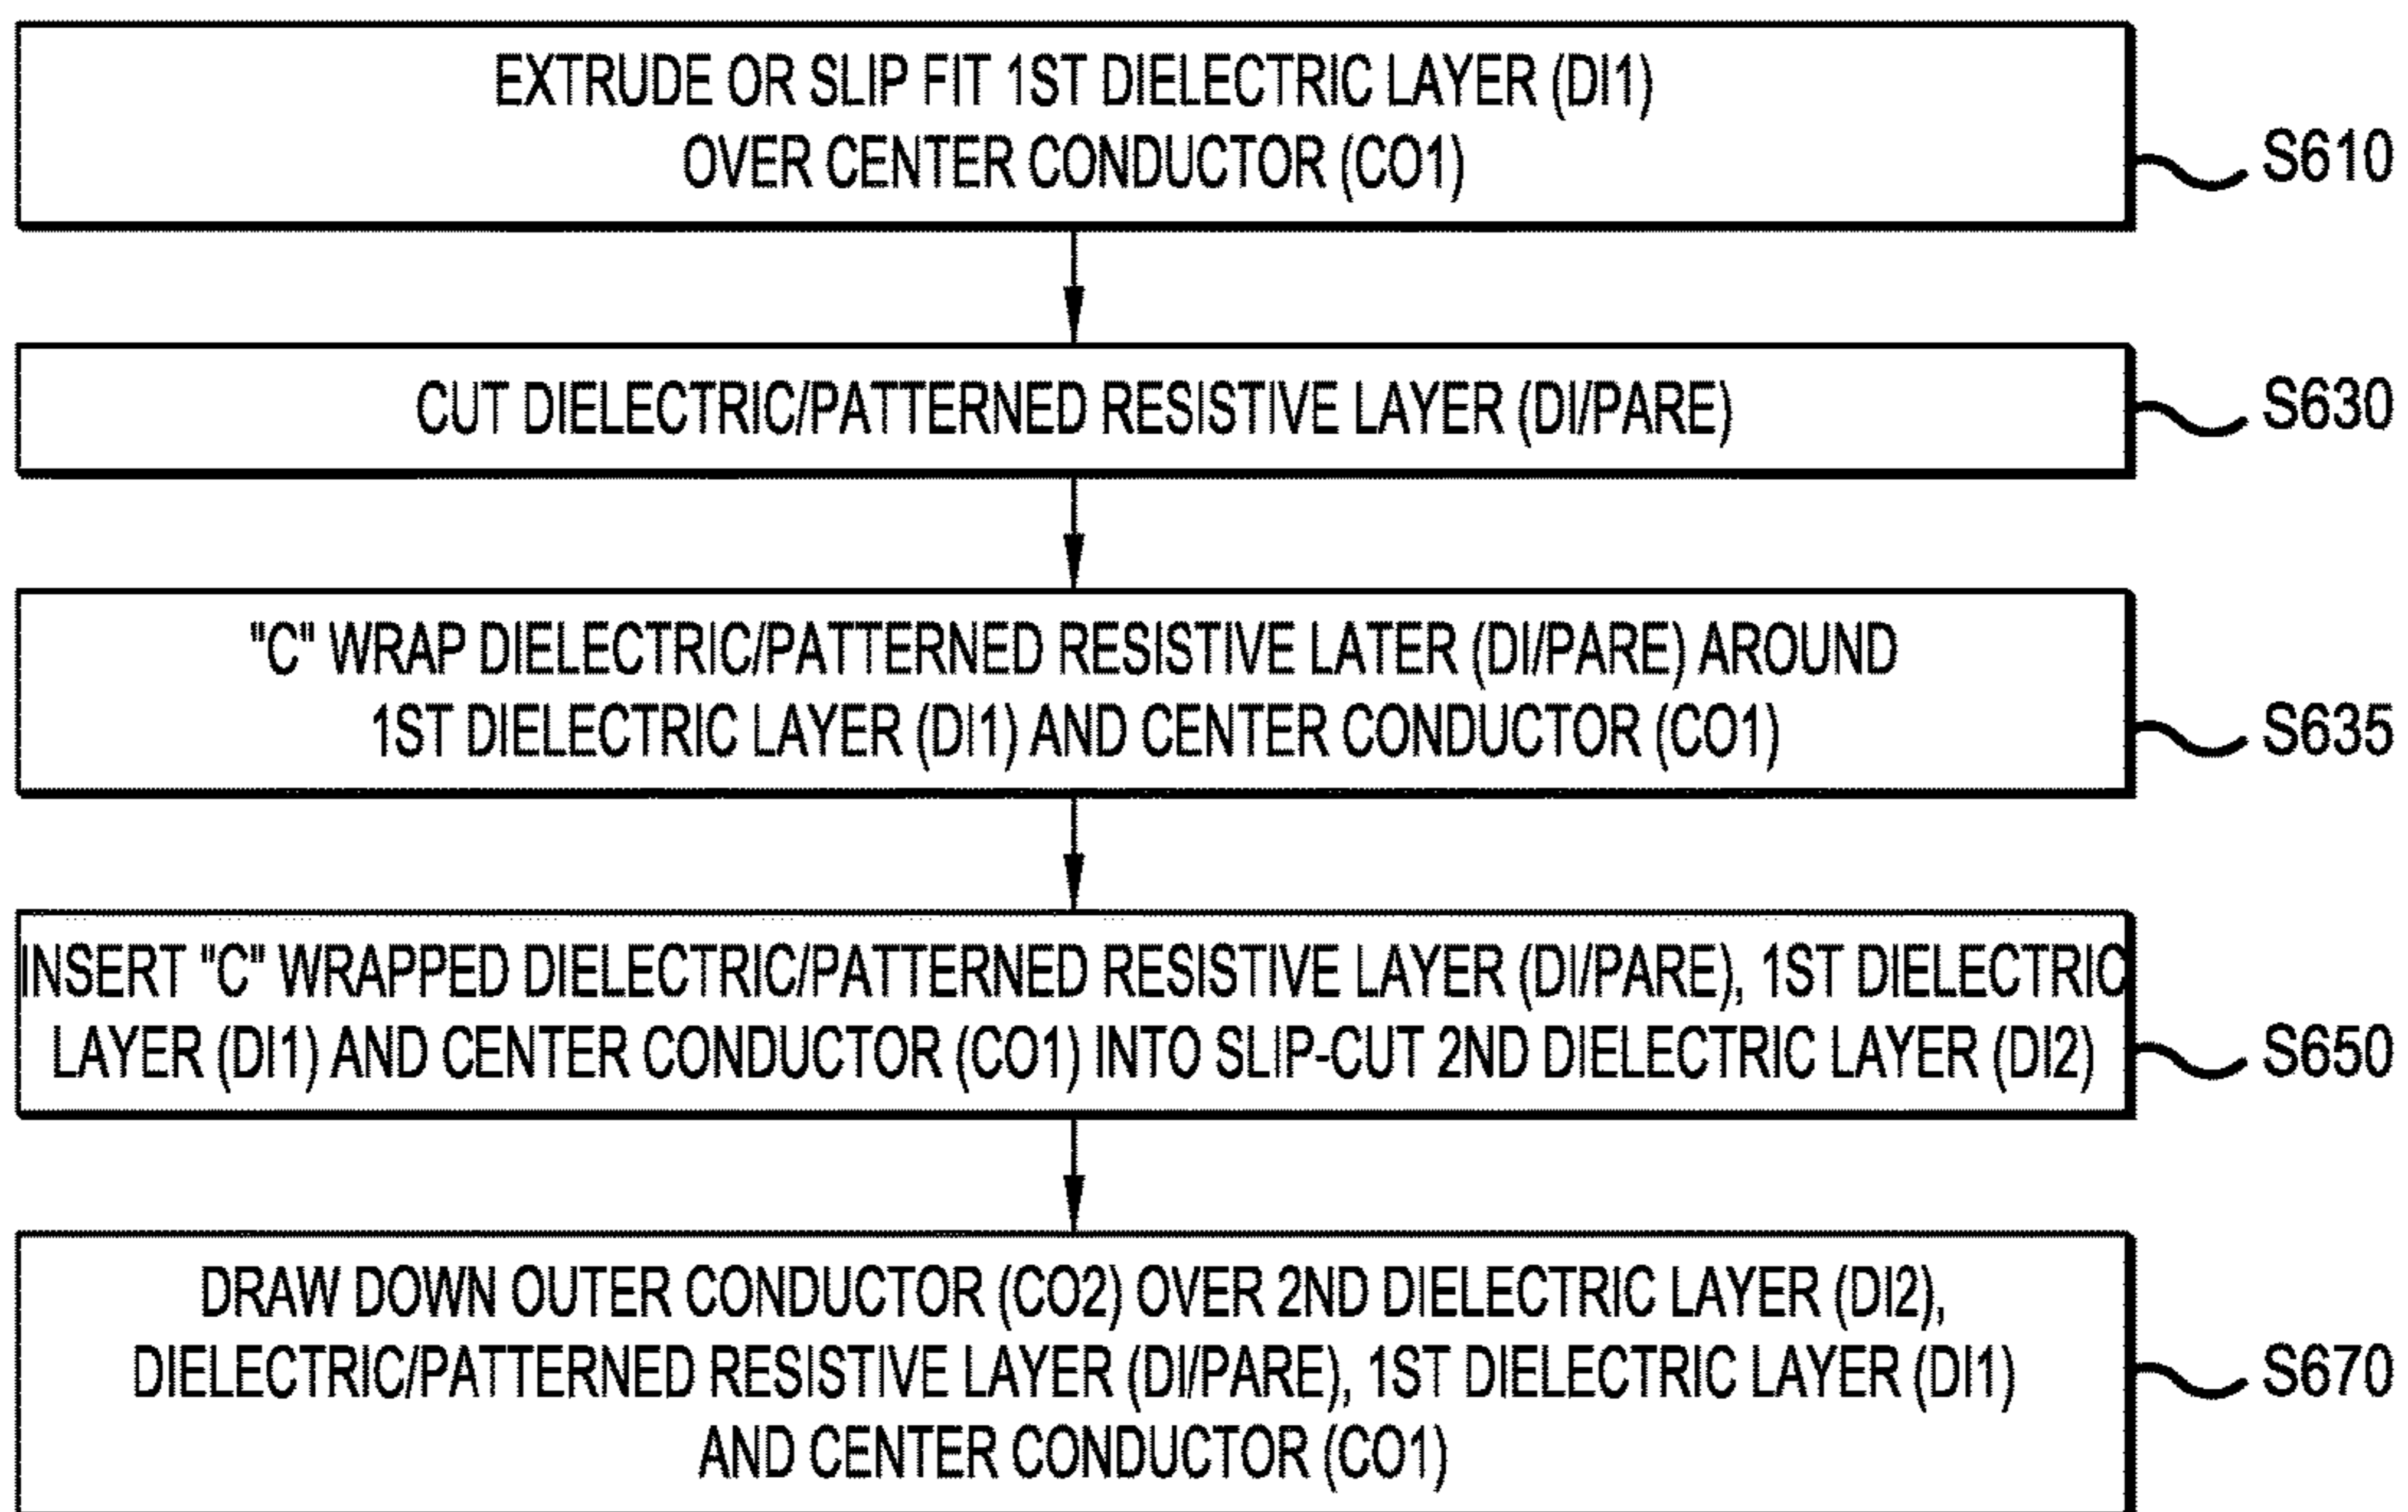 EXTRUDE OR SLIP FIT 1ST DIELECTRIC LAYER (DI1)
OVER CENTER CONDUCTOR (CO1)
S610
CUT DIELECTRIC/PATTERNED RESISTIVE LAYER (DI/PARE)
S630
"C" WRAP DIELECTRIC/PATTERNED RESISTIVE LATER (DI/PARE) AROUND
1ST DIELECTRIC LAYER (DI1) AND CENTER CONDUCTOR (CO1)
S635
INSERT "C" WRAPPED DIELECTRIC/PATTERNED RESISTIVE LAYER (DI/PARE), 1ST DIELECTRIC
LAYER (DI1) AND CENTER CONDUCTOR (CO1) INTO SLIP-CUT 2ND DIELECTRIC LAYER (DI2)
S650
DRAW DOWN OUTER CONDUCTOR (CO2) OVER 2ND DIELECTRIC LAYER (DI2),
DIELECTRIC/PATTERNED RESISTIVE LAYER (DI/PARE), 1ST DIELECTRIC LAYER (DI1)
AND CENTER CONDUCTOR (CO1)
S670